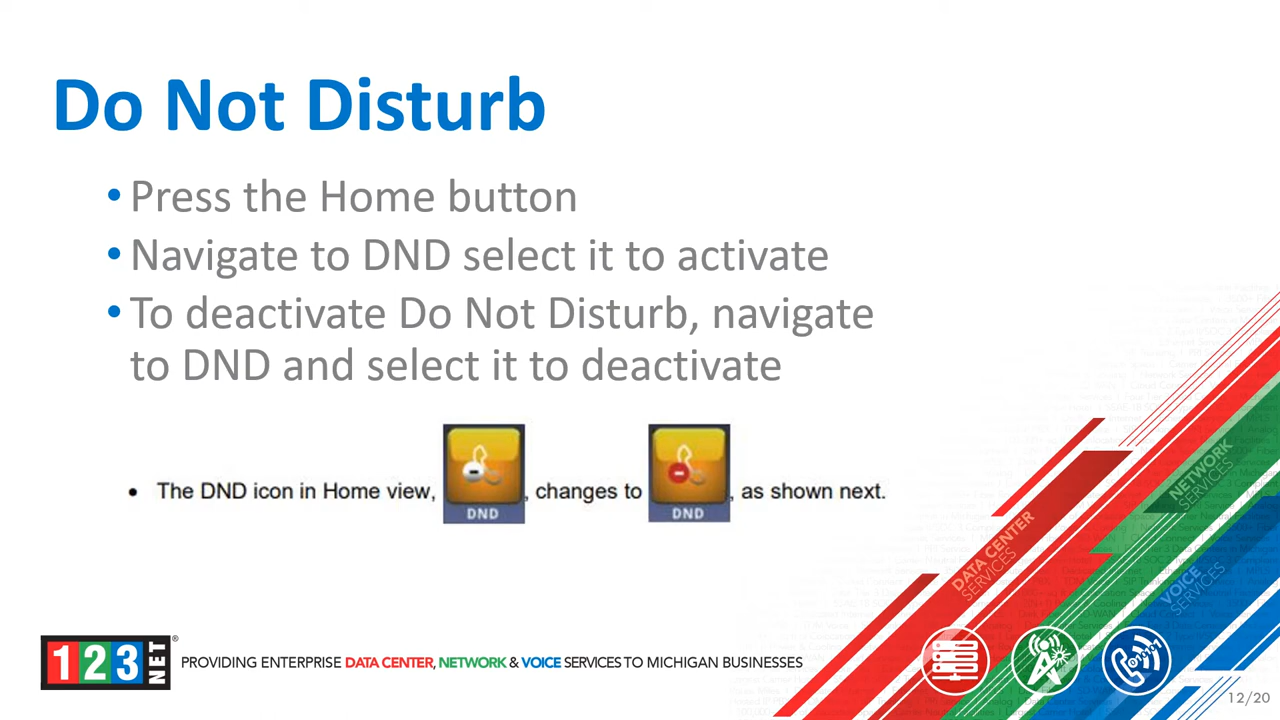 Do Not Disturb
• Press the Home button
• Navigate to DND select it to activate
• To deactivate Do Not Disturb, navigate
to DND and select it to deactivate
• The DND icon in Home view, DND , changes to DND , as shown next.
NETWORK
SERVICES
DATA CENTER
SERVICES
VOICE
SERVICES
123NET® PROVIDING ENTERPRISE DATA CENTER, NETWORK & VOICE SERVICES TO MICHIGAN BUSINESSES
12/20